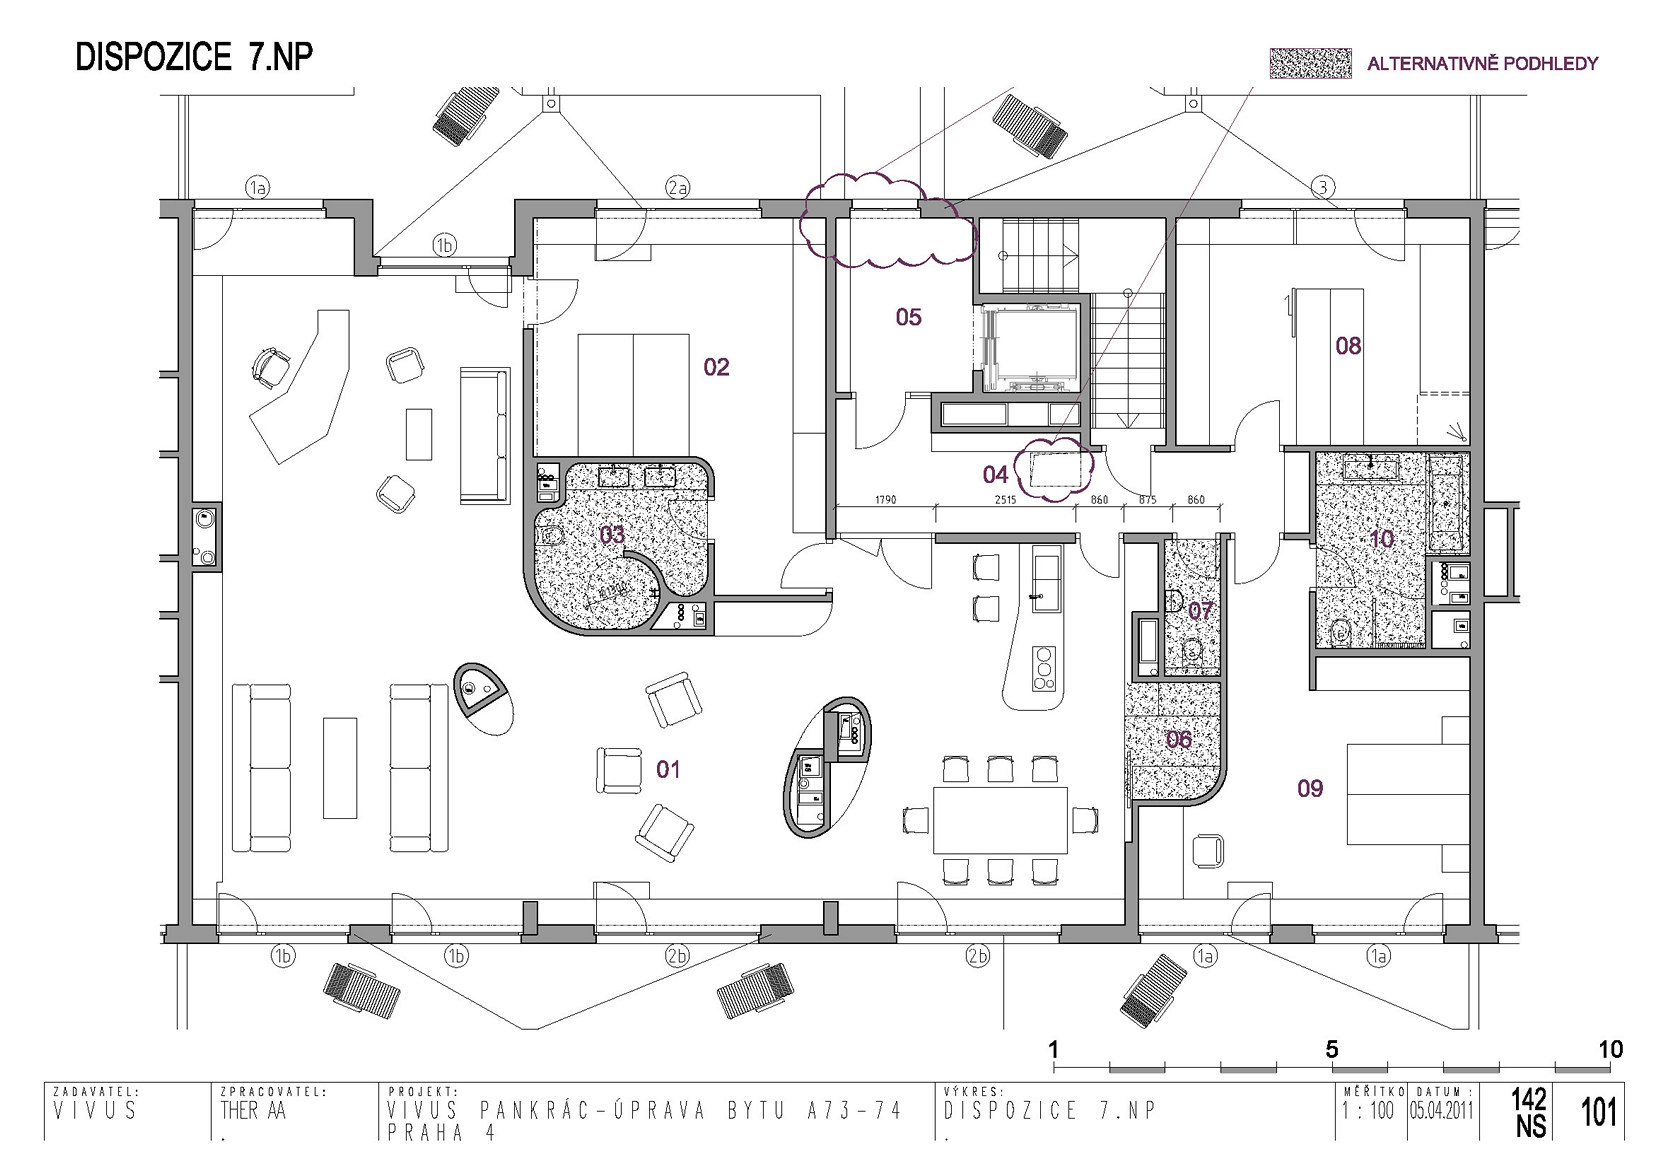 DISPOZICE 7.NP
ALTERNATIVNĚ PODHLEDY
1a
2a
3
1b
05
08
02
04
1790
2515
860
875
860
03
10
07
06
01
09
1b
1b
2b
2b
1a
1a
1
5
10
ZADAVATEL:
VIVUS
ZPRACOVATEL:
THER AA
.
PROJEKT:
VIVUS PANKRÁC-ÚPRAVA BYTU A73-74
PRAHA 4
VÝKRES:
DISPOZICE 7.NP
.
MĚŘÍTKO
1 : 100
DATUM :
05.04.2011
142
NS
101